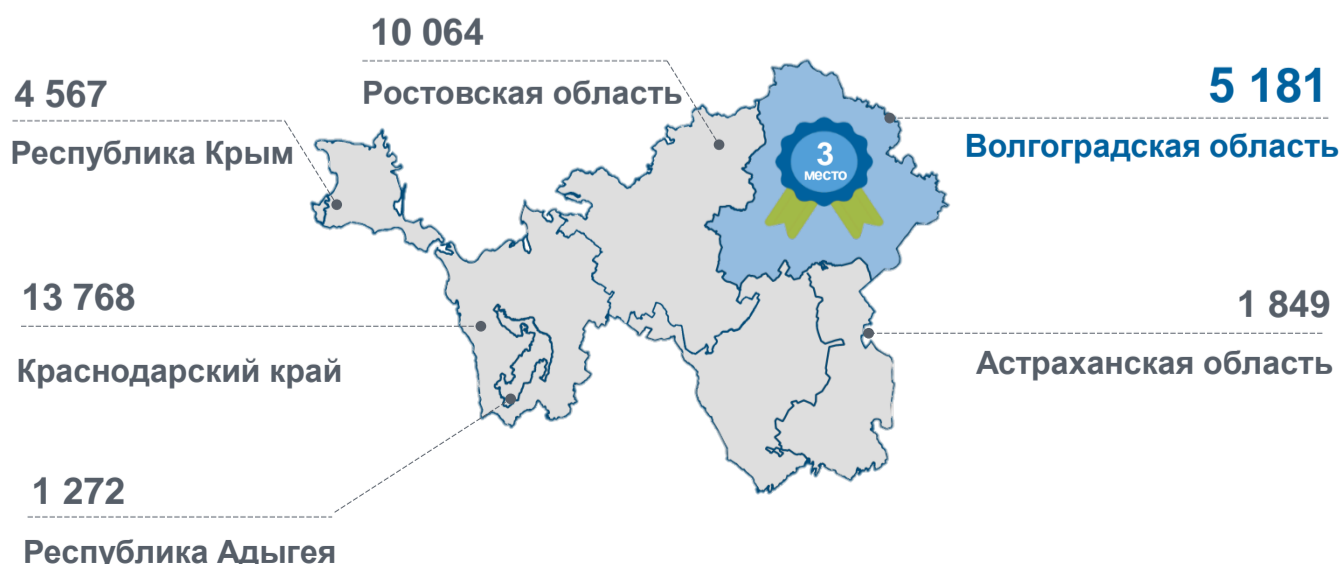 10 064
Ростовская область
4 567
Республика Крым
5 181
Волгоградская область
3
место
13 768
Краснодарский край
1 849
Астраханская область
1 272
Республика Адыгея